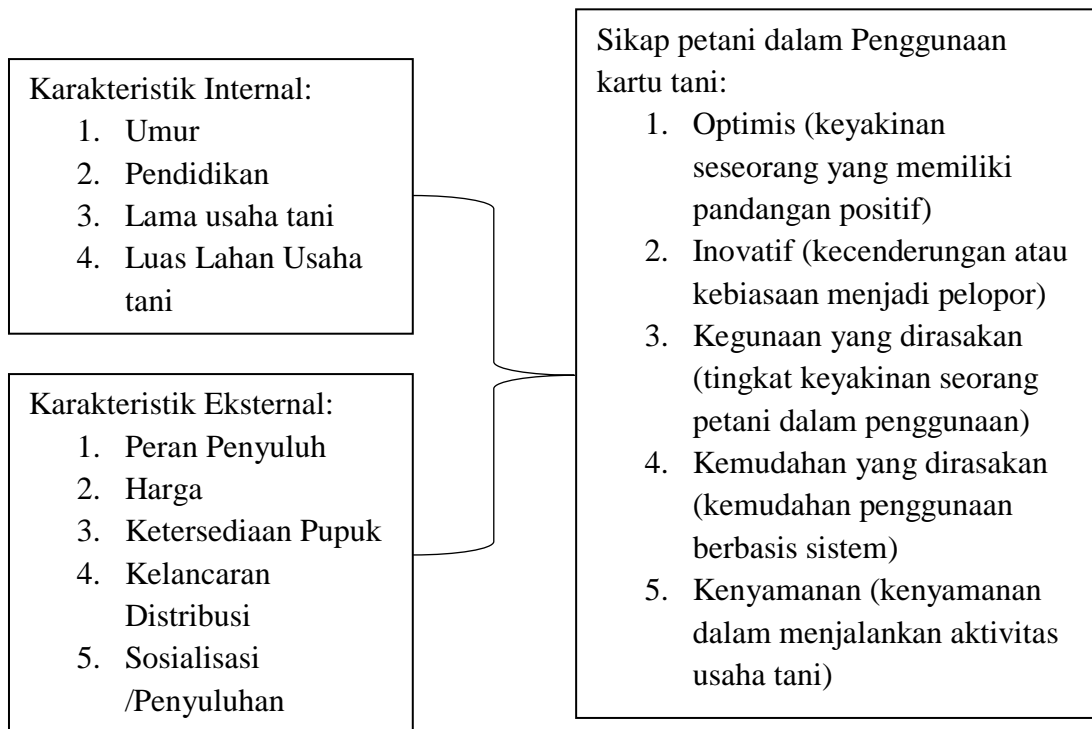 Karakteristik Internal:
1. Umur
2. Pendidikan
3. Lama usaha tani
4. Luas Lahan Usaha
tani
Karakteristik Eksternal:
1. Peran Penyuluh
2. Harga
3. Ketersediaan Pupuk
4. Kelancaran
Distribusi
5. Sosialisasi
/Penyuluhan
Sikap petani dalam Penggunaan
kartu tani:
1. Optimis (keyakinan
seseorang yang memiliki
pandangan positif)
2. Inovatif (kecenderungan atau
kebiasaan menjadi pelopor)
3. Kegunaan yang dirasakan
(tingkat keyakinan seorang
petani dalam penggunaan)
4. Kemudahan yang dirasakan
(kemudahan penggunaan
berbasis sistem)
5. Kenyamanan (kenyamanan
dalam menjalankan aktivitas
usaha tani)